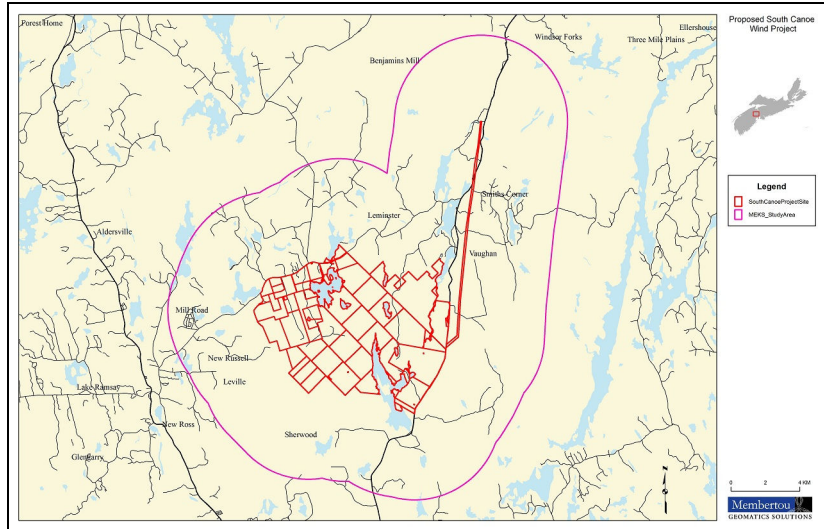 Proposed South Canoe
Wind Project
Forest Home
Windsor Forks
Ellershouse
Three Mile Plains
Benjamins Mill
Smiths Corner
Leminster
Aldersville
Vaughan
Mill Road
New Russell
Leville
Lake Ramsay
New Ross
Sherwood
Glengarry
Legend
SouthCanoeProjectSite
MEKS_StudyArea
N
0 2 4 KM
Membertou
GEOMATICS SOLUTIONS